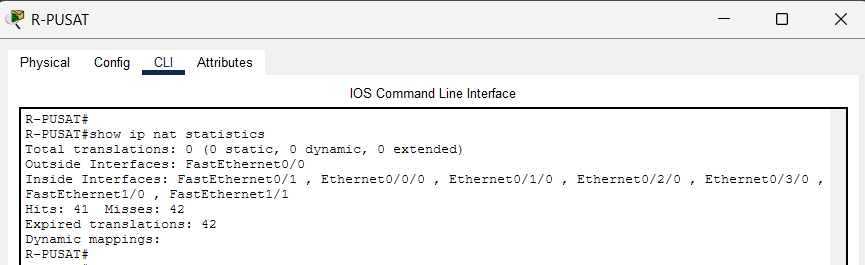 R-PUSAT
Physical Config CLI Attributes
IOS Command Line Interface
R-PUSAT#
R-PUSAT#show ip nat statistics
Total translations: 0 (0 static, 0 dynamic, 0 extended)
Outside Interfaces: FastEthernet0/0
Inside Interfaces: FastEthernet0/1 , Ethernet0/0/0 , Ethernet0/1/0 , Ethernet0/2/0 , Ethernet0/3/0 ,
FastEthernet1/0 , FastEthernet1/1
Hits: 41  Misses: 42
Expired translations: 42
Dynamic mappings:
R-PUSAT#